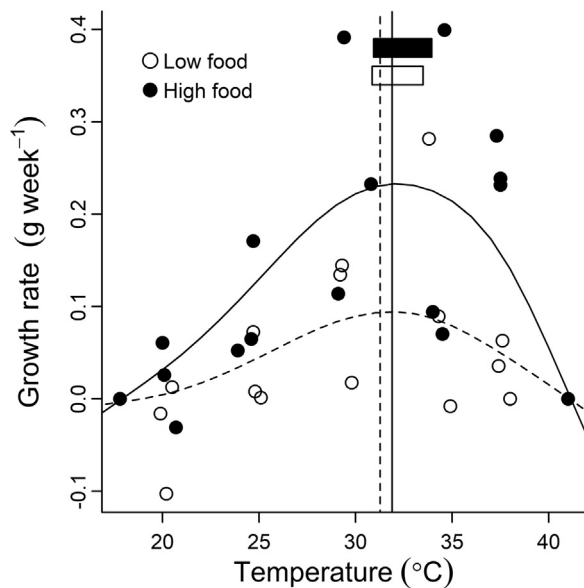 Low food
High food
Growth rate (g week⁻¹)
0.4
0.3
0.2
0.1
0.0
-0.1
20 25 30 35 40
Temperature (°C)